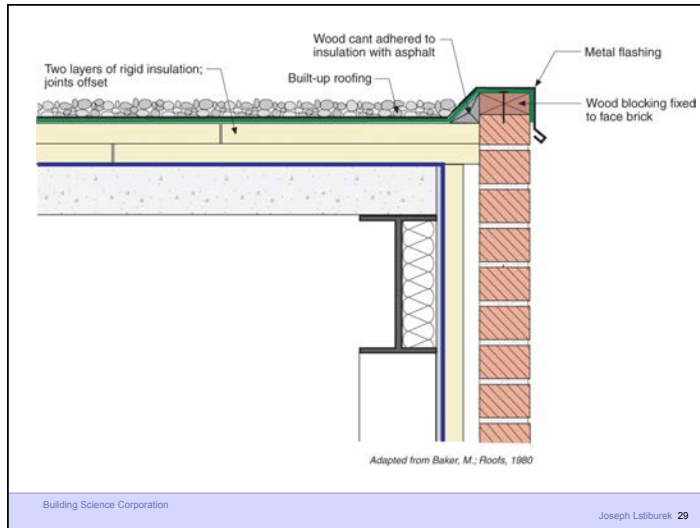 Wood cant adhered to
insulation with asphalt
Metal flashing
Two layers of rigid insulation;
joints offset
Built-up roofing
Wood blocking fixed
to face brick
Adapted from Baker, M.; Roofs, 1980
Building Science Corporation
Joseph Lstiburek 29